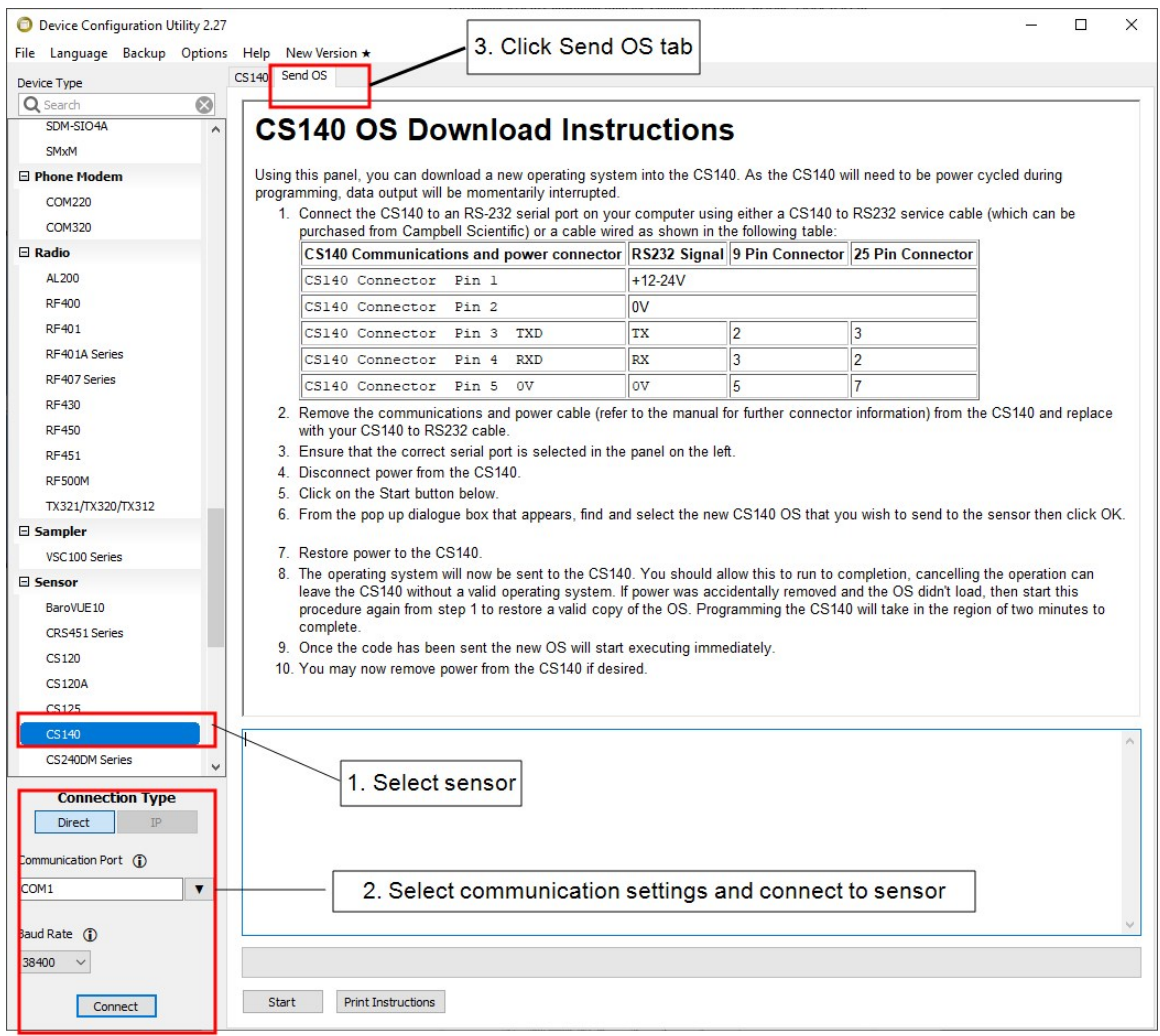 Device Configuration Utility 2.27
File Language Backup Options Help New Version ★
3. Click Send OS tab
Device Type
Search
SDM-SIO4A
SMxM
Phone Modem
COM220
COM320
Radio
AL200
RF400
RF401
RF401A Series
RF407 Series
RF430
RF450
RF451
RF500M
TX321/TX320/TX312
Sampler
VSC100 Series
Sensor
BaroVUE10
CRS451 Series
CS120
CS120A
CS125
CS140
CS240DM Series
Connection Type
Direct IP
Communication Port
COM1
Baud Rate
38400
Connect
CS140 Send OS
CS140 OS Download Instructions
Using this panel, you can download a new operating system into the CS140. As the CS140 will need to be power cycled during
programming, data output will be momentarily interrupted.
1. Connect the CS140 to an RS-232 serial port on your computer using either a CS140 to RS232 service cable (which can be
purchased from Campbell Scientific) or a cable wired as shown in the following table:
CS140 Communications and power connector RS232 Signal 9 Pin Connector 25 Pin Connector
CS140 Connector Pin 1 +12-24V
CS140 Connector Pin 2 0V
CS140 Connector Pin 3 TXD TX 2 3
CS140 Connector Pin 4 RXD RX 3 2
CS140 Connector Pin 5 0V 0V 5 7
2. Remove the communications and power cable (refer to the manual for further connector information) from the CS140 and replace
with your CS140 to RS232 cable.
3. Ensure that the correct serial port is selected in the panel on the left.
4. Disconnect power from the CS140.
5. Click on the Start button below.
6. From the pop up dialogue box that appears, find and select the new CS140 OS that you wish to send to the sensor then click OK.
7. Restore power to the CS140.
8. The operating system will now be sent to the CS140. You should allow this to run to completion, cancelling the operation can
leave the CS140 without a valid operating system. If power was accidentally removed and the OS didn't load, then start this
procedure again from step 1 to restore a valid copy of the OS. Programming the CS140 will take in the region of two minutes to
complete.
9. Once the code has been sent the new OS will start executing immediately.
10. You may now remove power from the CS140 if desired.
1. Select sensor
2. Select communication settings and connect to sensor
Start Print Instructions